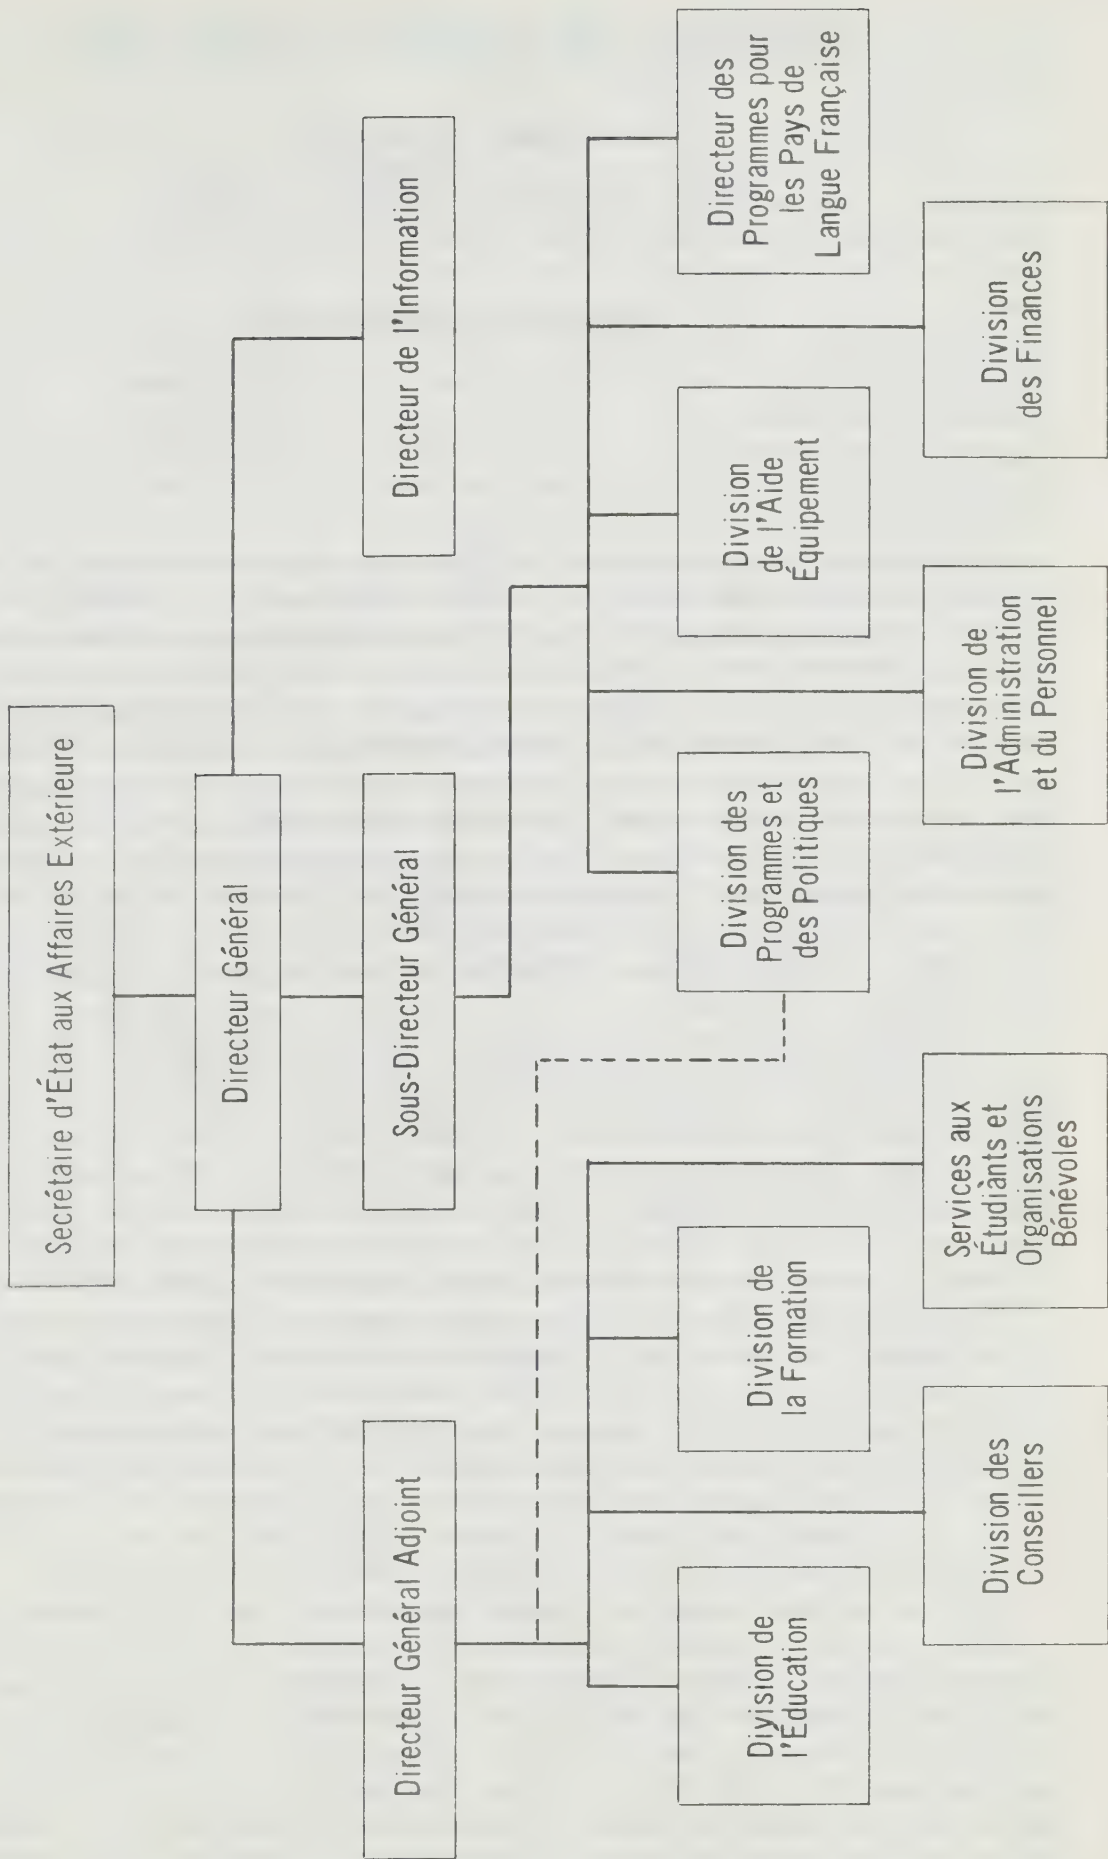 Secrétaire d'État aux Affaires Extérieure
Directeur Général
Directeur Général Adjoint
Sous-Directeur Général
Directeur de l'Information
Division de
l'Éducation
Division de
la Formation
Division des
Programmes et
des Politiques
Division
de l'Aide
Équipement
Directeur des
Programmes pour
les Pays de
Langue Française
Division des
Conseillers
Services aux
Étudiànts et
Organisations
Bénévoles
Division de
l'Administration
et du Personnel
Division
des Finances